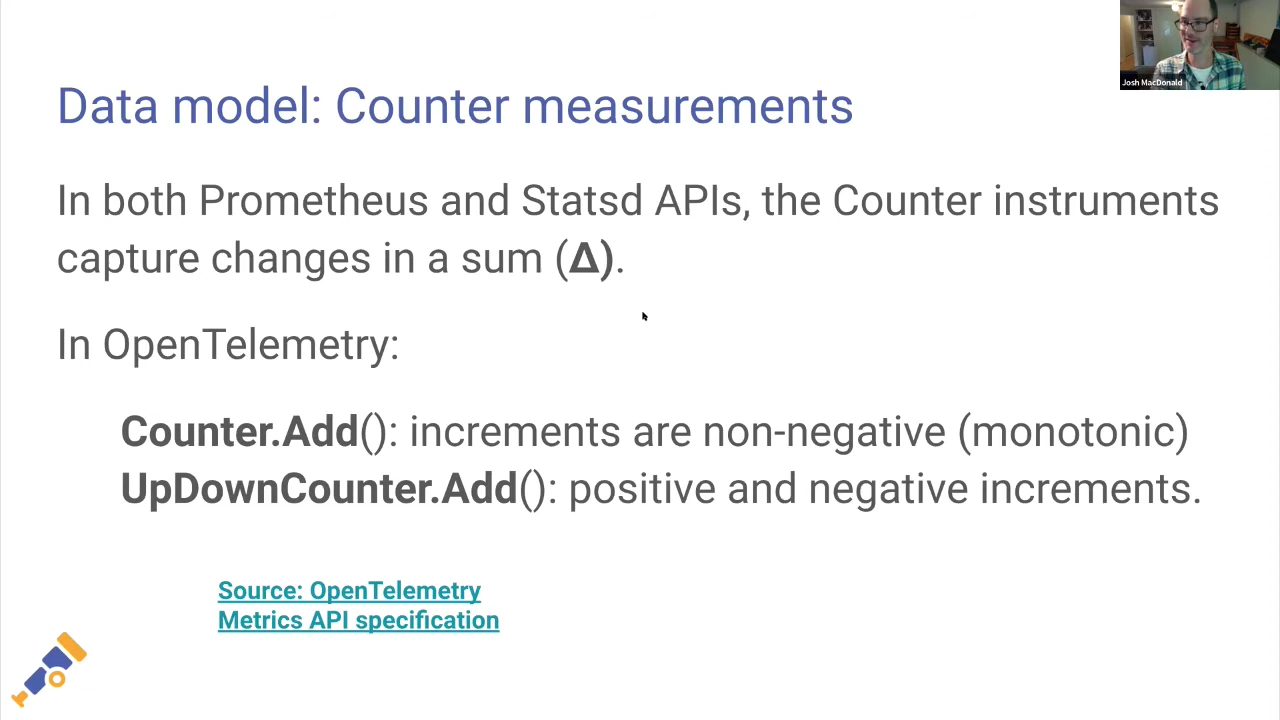 Josh MacDonald
Data model: Counter measurements
In both Prometheus and Statsd APIs, the Counter instruments
capture changes in a sum (Δ).
In OpenTelemetry:
Counter.Add(): increments are non-negative (monotonic)
UpDownCounter.Add(): positive and negative increments.
Source: OpenTelemetry
Metrics API specification